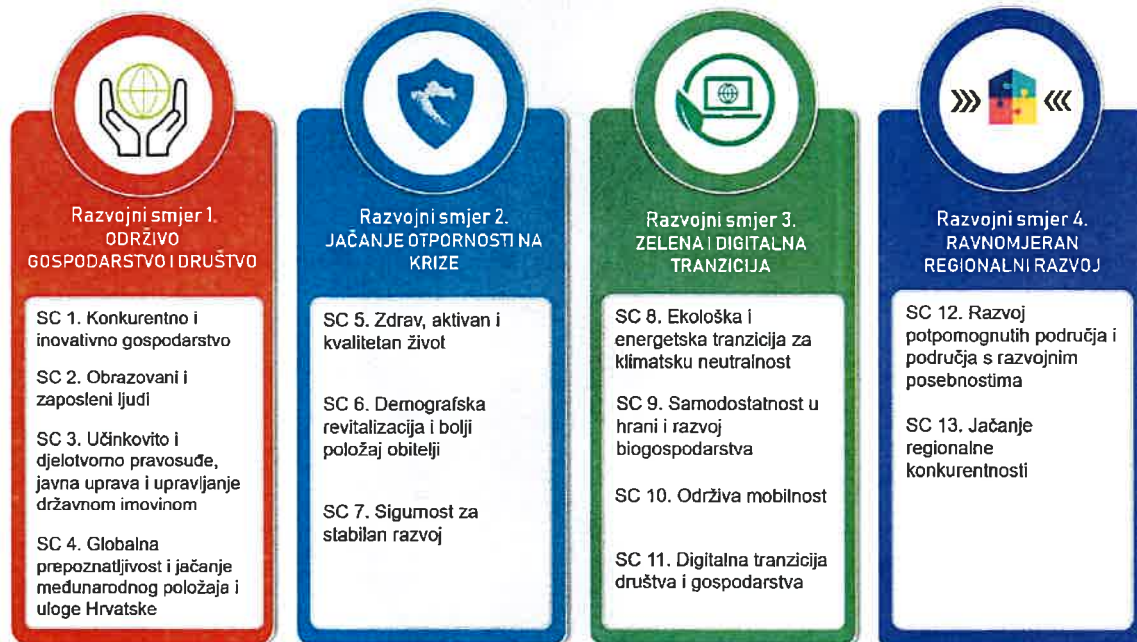 Razvojni smjer 1.
ODRŽIVO
GOSPODARSTVO I DRUŠTVO
SC 1. Konkurentno i
inovativno gospodarstvo
SC 2. Obrazovani i
zaposleni ljudi
SC 3. Učinkovito i
djelotvorno pravosuđe,
javna uprava i upravljanje
državnom imovinom
SC 4. Globalna
prepoznatljivost i jačanje
međunarodnog položaja i
uloge Hrvatske
Razvojni smjer 2.
JAČANJE OTPORNOSTI NA
KRIZE
SC 5. Zdrav, aktivan i
kvalitetan život
SC 6. Demografska
revitalizacija i bolji
položaj obitelji
SC 7. Sigurnost za
stabilan razvoj
Razvojni smjer 3.
ZELENA I DIGITALNA
TRANZICIJA
SC 8. Ekološka i
energetska tranzicija za
klimatsku neutralnost
SC 9. Samodostatnost u
hrani i razvoj
biogospodarstva
SC 10. Održiva mobilnost
SC 11. Digitalna tranzicija
društva i gospodarstva
Razvojni smjer 4.
RAVNOMJERAN
REGIONALNI RAZVOJ
SC 12. Razvoj
potpomognutih područja i
područja s razvojnim
posebnostima
SC 13. Jačanje
regionalne
konkurentnosti